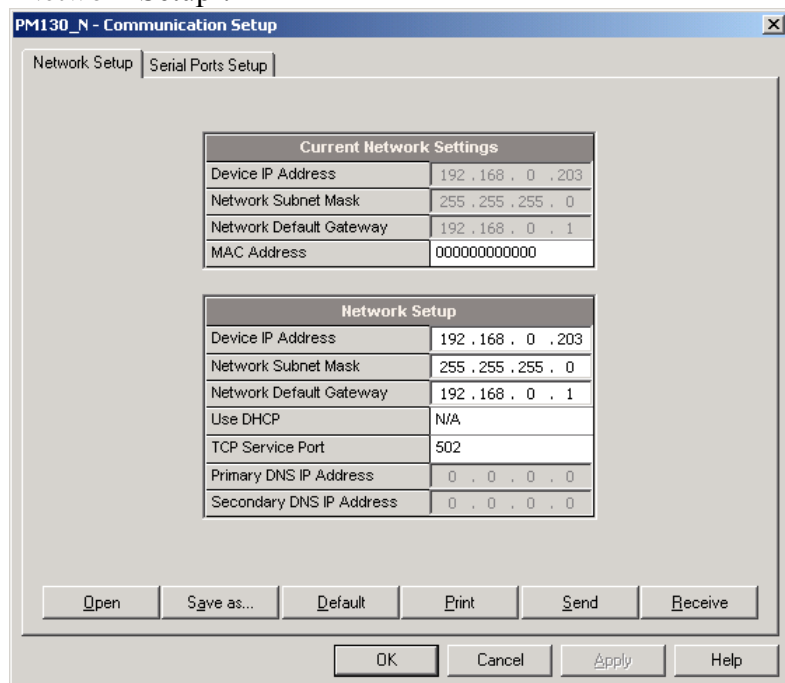 PM130_N - Communication Setup
Network Setup Serial Ports Setup
Current Network Settings
Device IP Address 192 . 168 . 0 . 203
Network Subnet Mask 255 . 255 . 255 . 0
Network Default Gateway 192 . 168 . 0 . 1
MAC Address 000000000000
Network Setup
Device IP Address 192 . 168 . 0 . 203
Network Subnet Mask 255 . 255 . 255 . 0
Network Default Gateway 192 . 168 . 0 . 1
Use DHCP N/A
TCP Service Port 502
Primary DNS IP Address 0 . 0 . 0 . 0
Secondary DNS IP Address 0 . 0 . 0 . 0
Open Save as... Default Print Send Receive
OK Cancel Apply Help